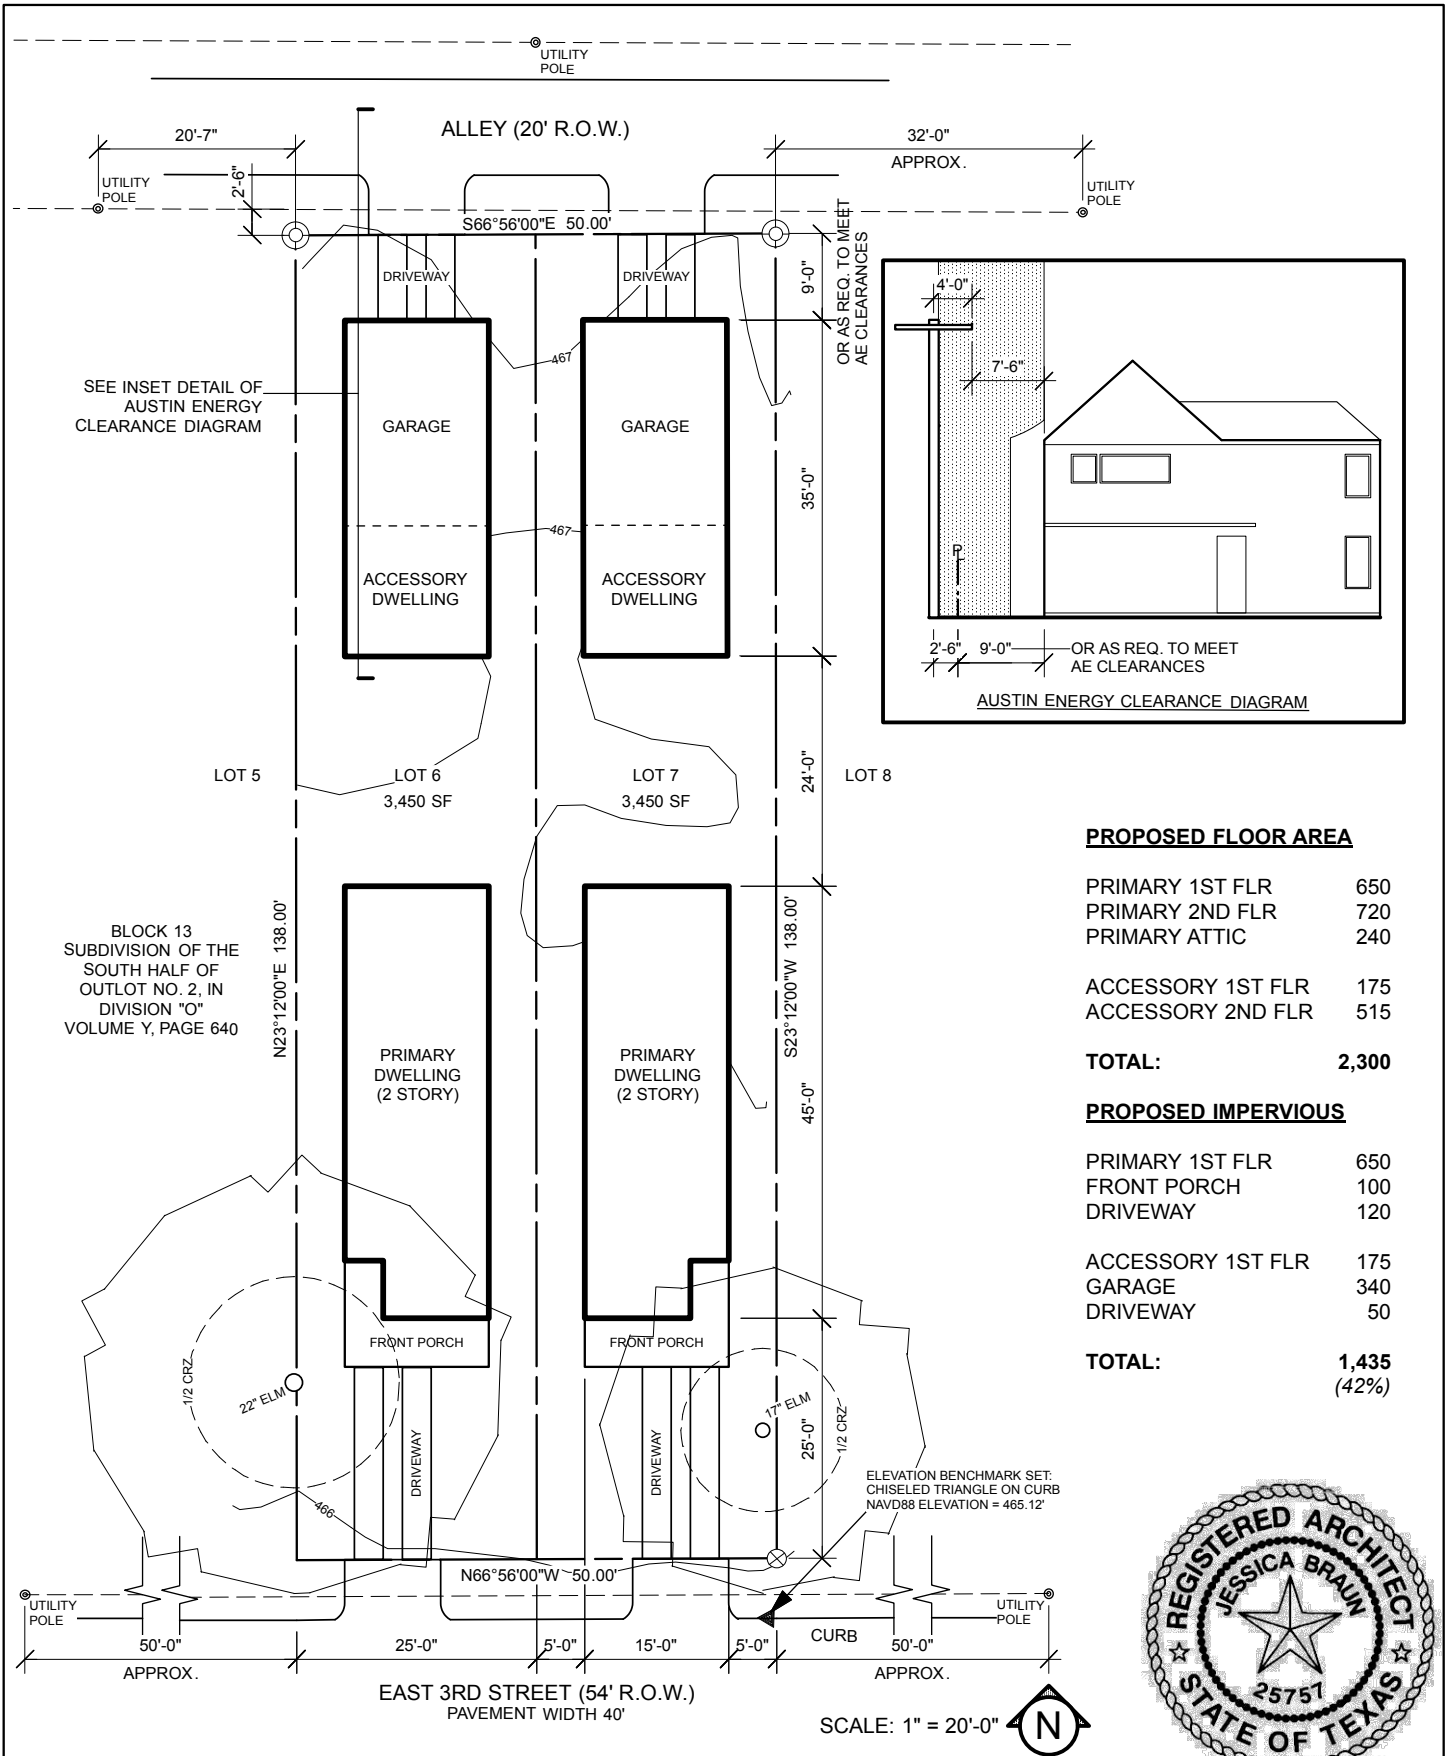 UTILITY
POLE
ALLEY (20' R.O.W.)
20'-7"
32'-0"
APPROX.
2'-6"
UTILITY
POLE
UTILITY
POLE
S66°56'00"E 50.00'
DRIVEWAY
DRIVEWAY
9'-0"
OR AS REQ. TO MEET
AE CLEARANCES
467
SEE INSET DETAIL OF
AUSTIN ENERGY
CLEARANCE DIAGRAM
GARAGE
GARAGE
35'-0"
467
ACCESSORY
DWELLING
ACCESSORY
DWELLING
4'-0"
7'-6"
PL
2'-6"
9'-0"
OR AS REQ. TO MEET
AE CLEARANCES
AUSTIN ENERGY CLEARANCE DIAGRAM
LOT 5
LOT 6
3,450 SF
LOT 7
3,450 SF
24'-0"
LOT 8
BLOCK 13
SUBDIVISION OF THE
SOUTH HALF OF
OUTLOT NO. 2, IN
DIVISION "O"
VOLUME Y, PAGE 640
N23°12'00"E 138.00'
S23°12'00"W 138.00'
PRIMARY
DWELLING
(2 STORY)
PRIMARY
DWELLING
(2 STORY)
45'-0"
PROPOSED FLOOR AREA
PRIMARY 1ST FLR 650
PRIMARY 2ND FLR 720
PRIMARY ATTIC 240
ACCESSORY 1ST FLR 175
ACCESSORY 2ND FLR 515
TOTAL: 2,300
PROPOSED IMPERVIOUS
PRIMARY 1ST FLR 650
FRONT PORCH 100
DRIVEWAY 120
ACCESSORY 1ST FLR 175
GARAGE 340
DRIVEWAY 50
TOTAL: 1,435
(42%)
FRONT PORCH
FRONT PORCH
1/2 CRZ
22" ELM
17" ELM
1/2 CRZ
25'-0"
DRIVEWAY
DRIVEWAY
466
ELEVATION BENCHMARK SET:
CHISELED TRIANGLE ON CURB
NAVD88 ELEVATION = 465.12'
N66°56'00"W 50.00'
UTILITY
POLE
UTILITY
POLE
CURB
50'-0"
APPROX.
25'-0"
5'-0"
15'-0"
5'-0"
50'-0"
APPROX.
EAST 3RD STREET (54' R.O.W.)
PAVEMENT WIDTH 40'
SCALE: 1" = 20'-0"
N
REGISTERED ARCHITECT
JESSICA BRAUN
25757
STATE OF TEXAS